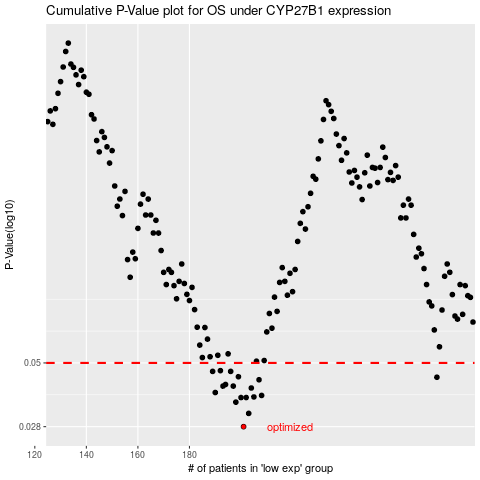 Cumulative P-Value plot for OS under CYP27B1 expression
P-Value(log10)
0.05
0.028
optimized
120 140 160 180
# of patients in 'low exp' group